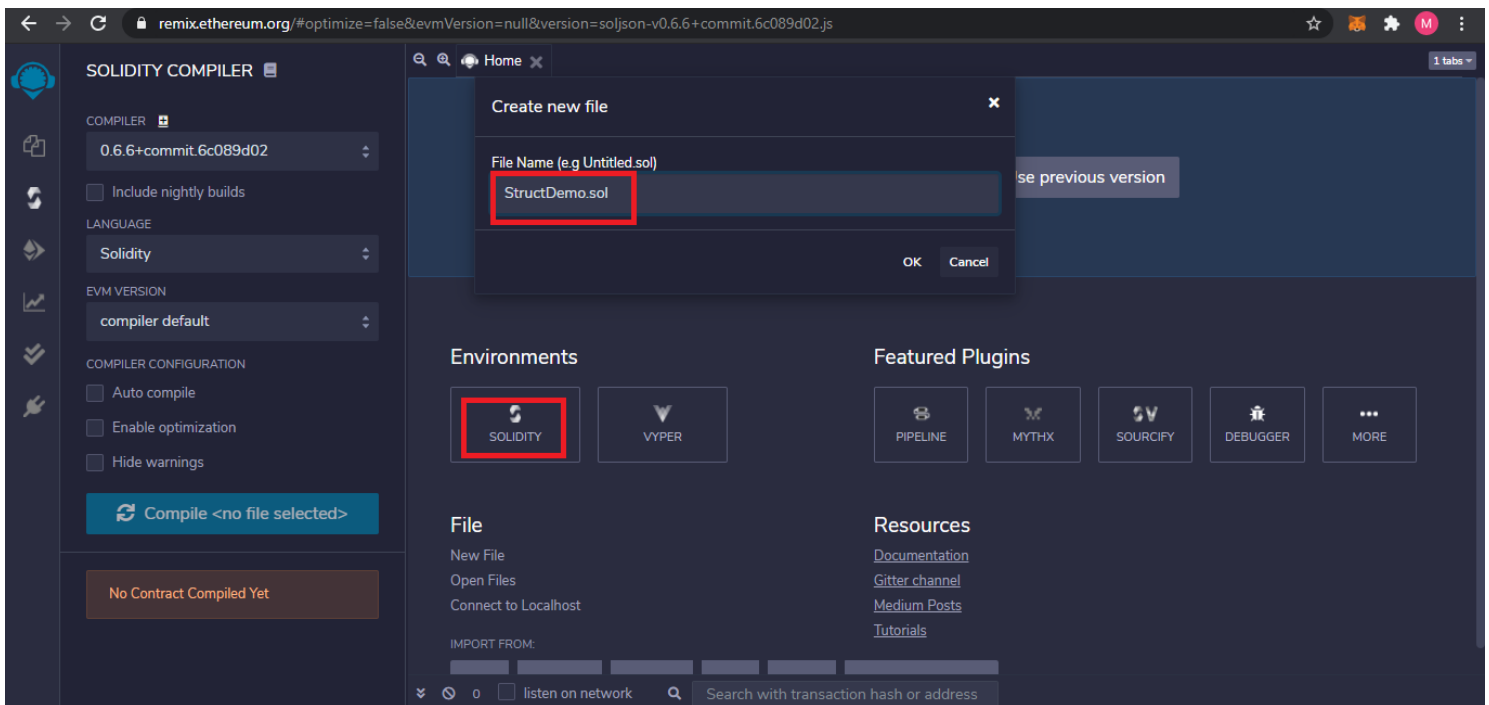 remix.ethereum.org/#optimize=false&evmVersion=null&version=soljson-v0.6.6+commit.6c089d02.js
M
SOLIDITY COMPILER
COMPILER
0.6.6+commit.6c089d02
Include nightly builds
LANGUAGE
Solidity
EVM VERSION
compiler default
COMPILER CONFIGURATION
Auto compile
Enable optimization
Hide warnings
Compile <no file selected>
No Contract Compiled Yet
Home
1 tabs
Create new file
File Name (e.g Untitled.sol)
StructDemo.sol
OK Cancel
se previous version
Environments
SOLIDITY
VYPER
Featured Plugins
PIPELINE
MYTHX
SOURCIFY
DEBUGGER
MORE
File
New File
Open Files
Connect to Localhost
IMPORT FROM:
Resources
Documentation
Gitter channel
Medium Posts
Tutorials
0 listen on network Search with transaction hash or address